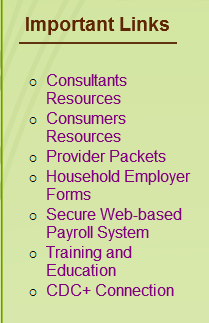 Important Links
Consultants
Resources
Consumers
Resources
Provider Packets
Household Employer
Forms
Secure Web-based
Payroll System
Training and
Education
CDC+ Connection